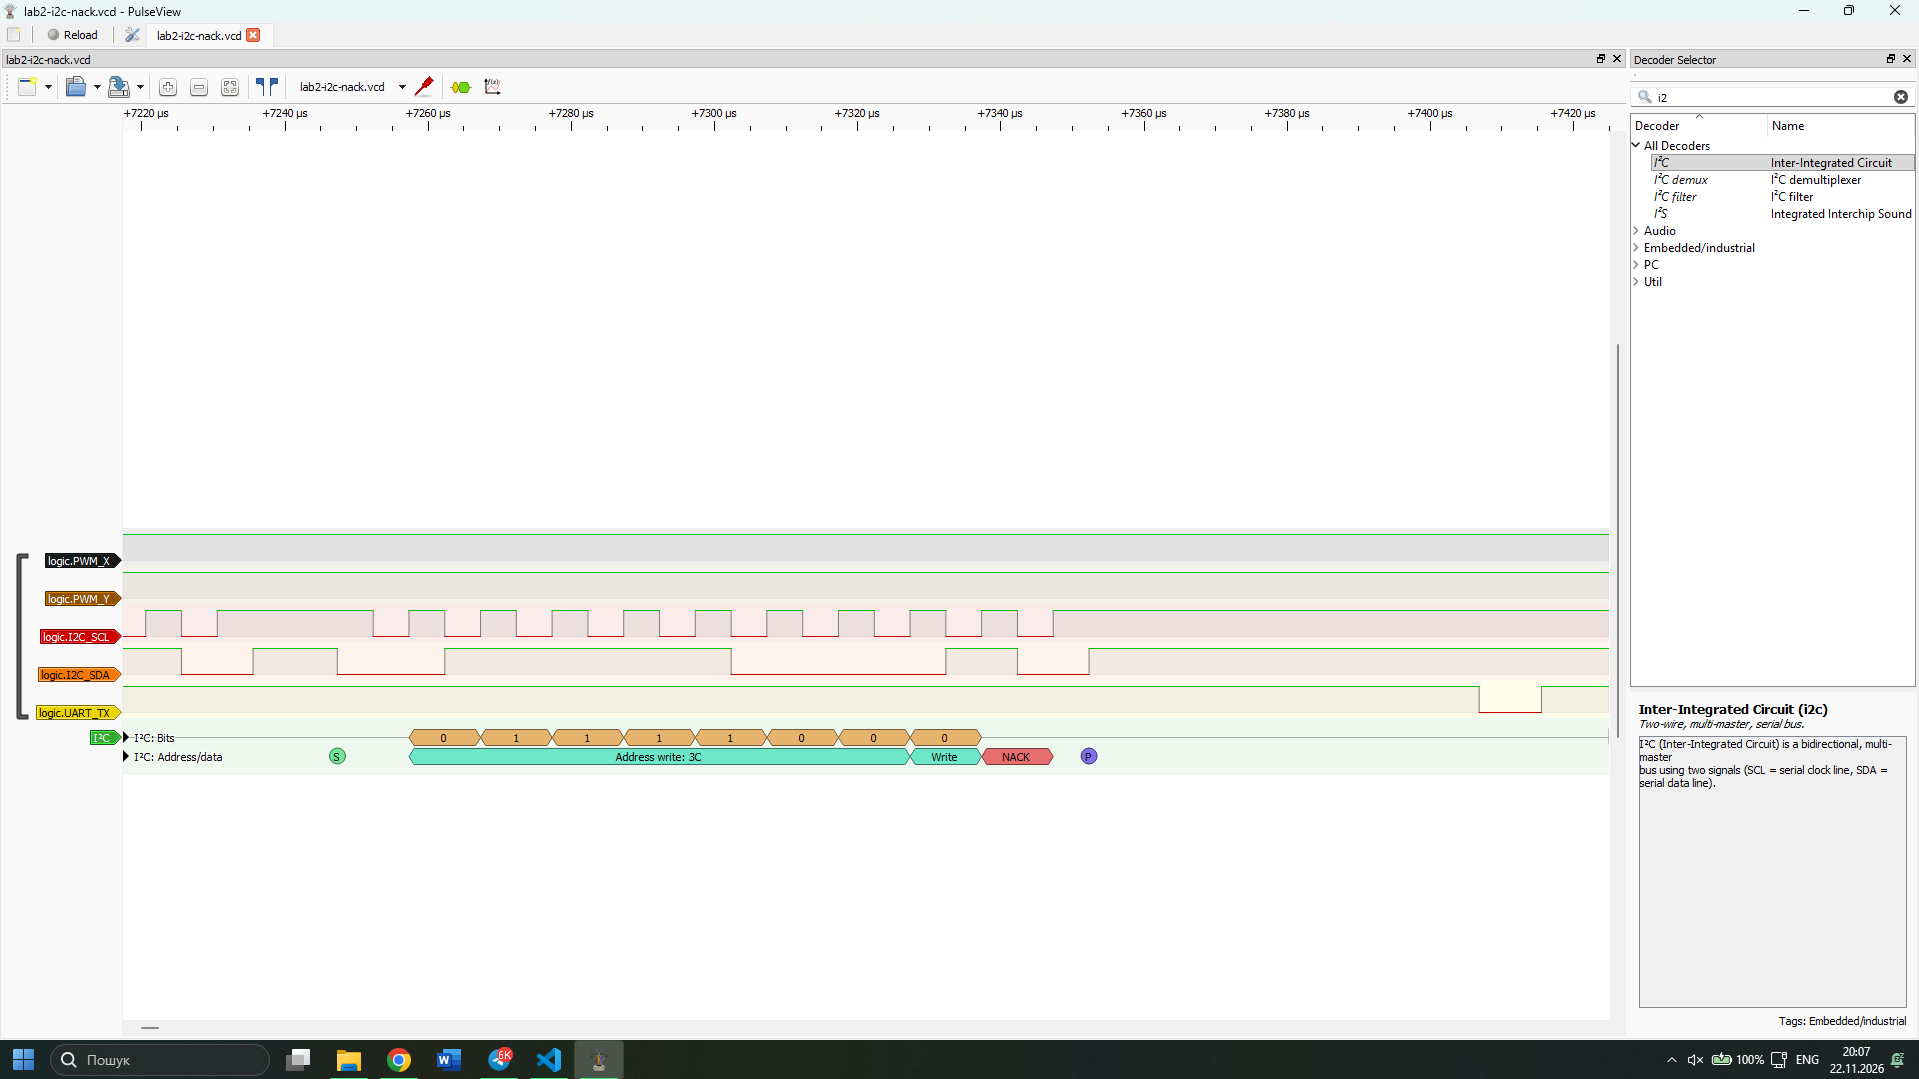 lab2-i2c-nack.vcd - PulseView
Reload
lab2-i2c-nack.vcd
lab2-i2c-nack.vcd
lab2-i2c-nack.vcd
+7220 µs +7240 µs +7260 µs +7280 µs +7300 µs +7320 µs +7340 µs +7360 µs +7380 µs +7400 µs +7420 µs
logic.PWM_X
logic.PWM_Y
logic.I2C_SCL
logic.I2C_SDA
logic.UART_TX
I²C I²C: Bits 0 1 1 1 1 0 0 0
I²C: Address/data S Address write: 3C Write NACK P
Decoder Selector
i2
Decoder Name
All Decoders
I²C Inter-Integrated Circuit
I²C demux I²C demultiplexer
I²C filter I²C filter
I²S Integrated Interchip Sound
Audio
Embedded/industrial
PC
Util
Inter-Integrated Circuit (i2c)
Two-wire, multi-master, serial bus.
I²C (Inter-Integrated Circuit) is a bidirectional, multi-
master
bus using two signals (SCL = serial clock line, SDA =
serial data line).
Tags: Embedded/industrial
Пошук
6K
100%
ENG
20:07
22.11.2026